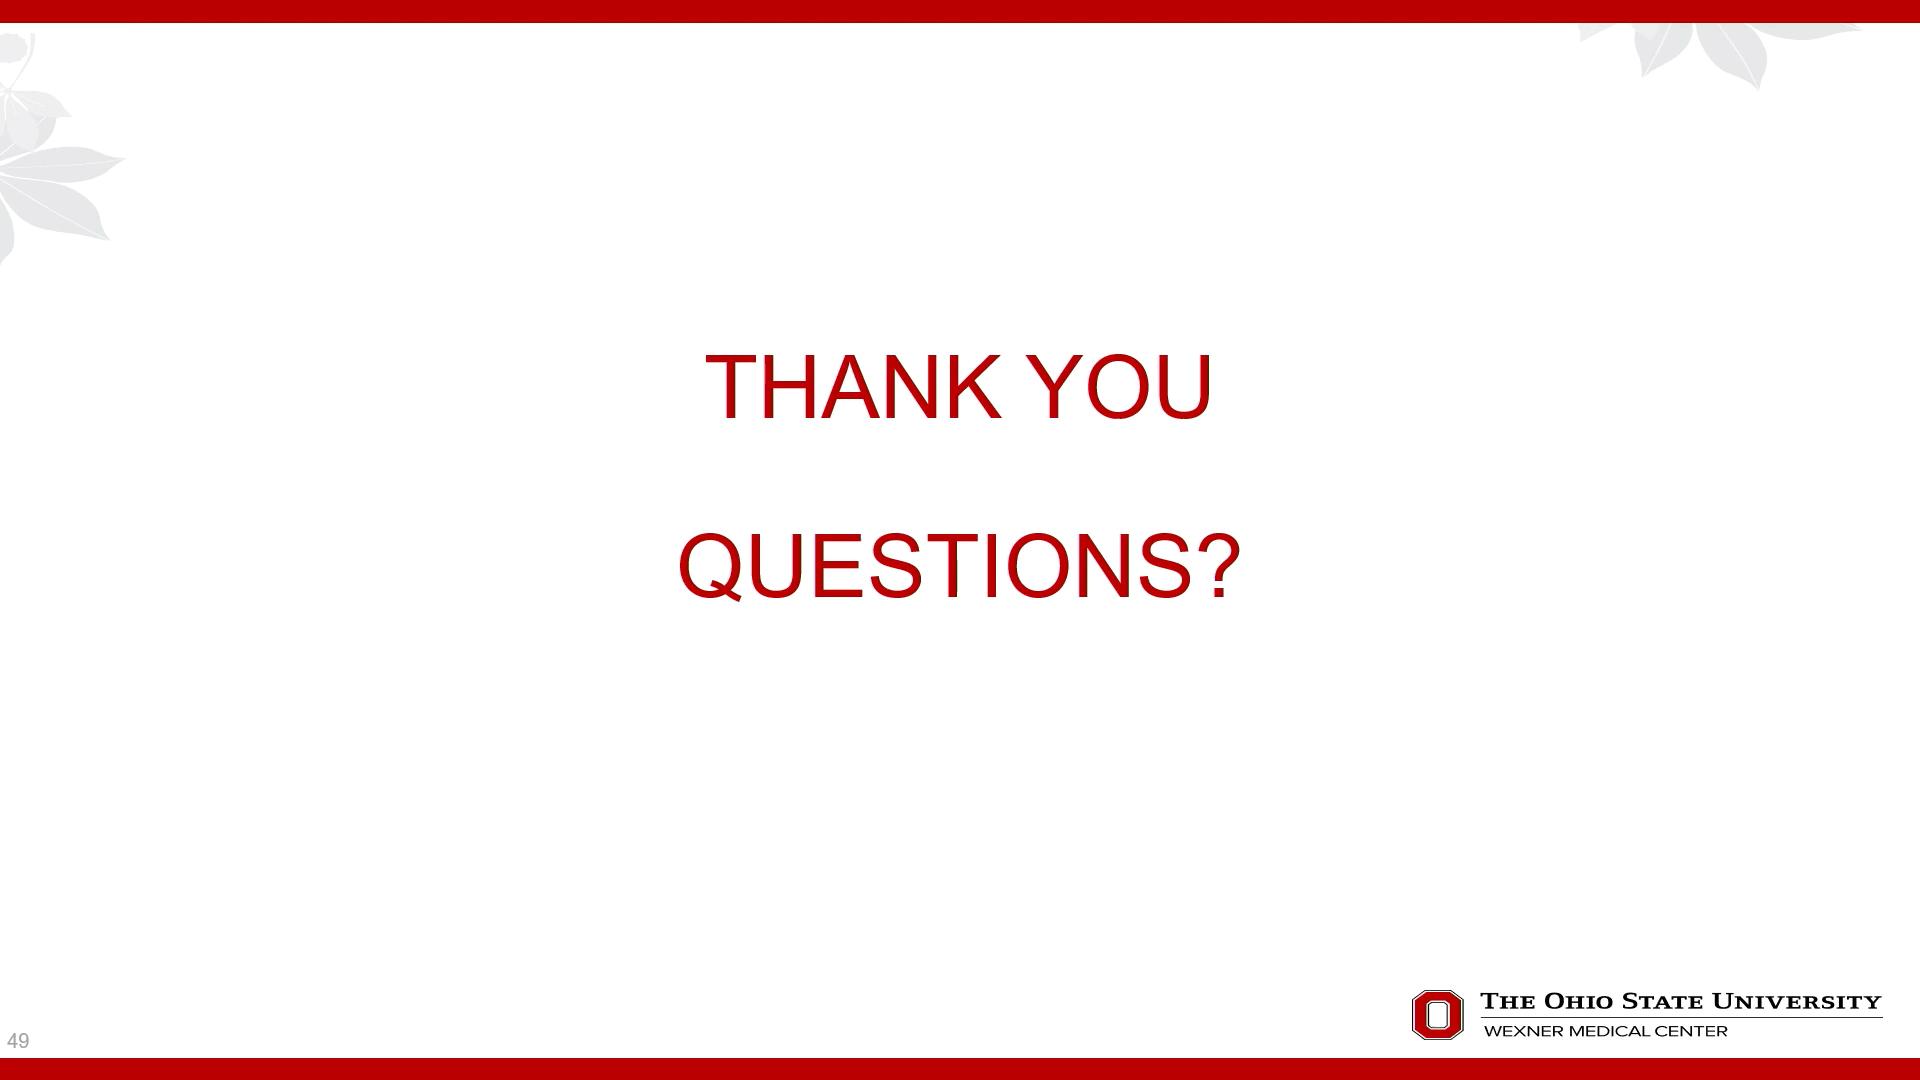 THANK YOU
QUESTIONS?
THE OHIO STATE UNIVERSITY
WEXNER MEDICAL CENTER
49